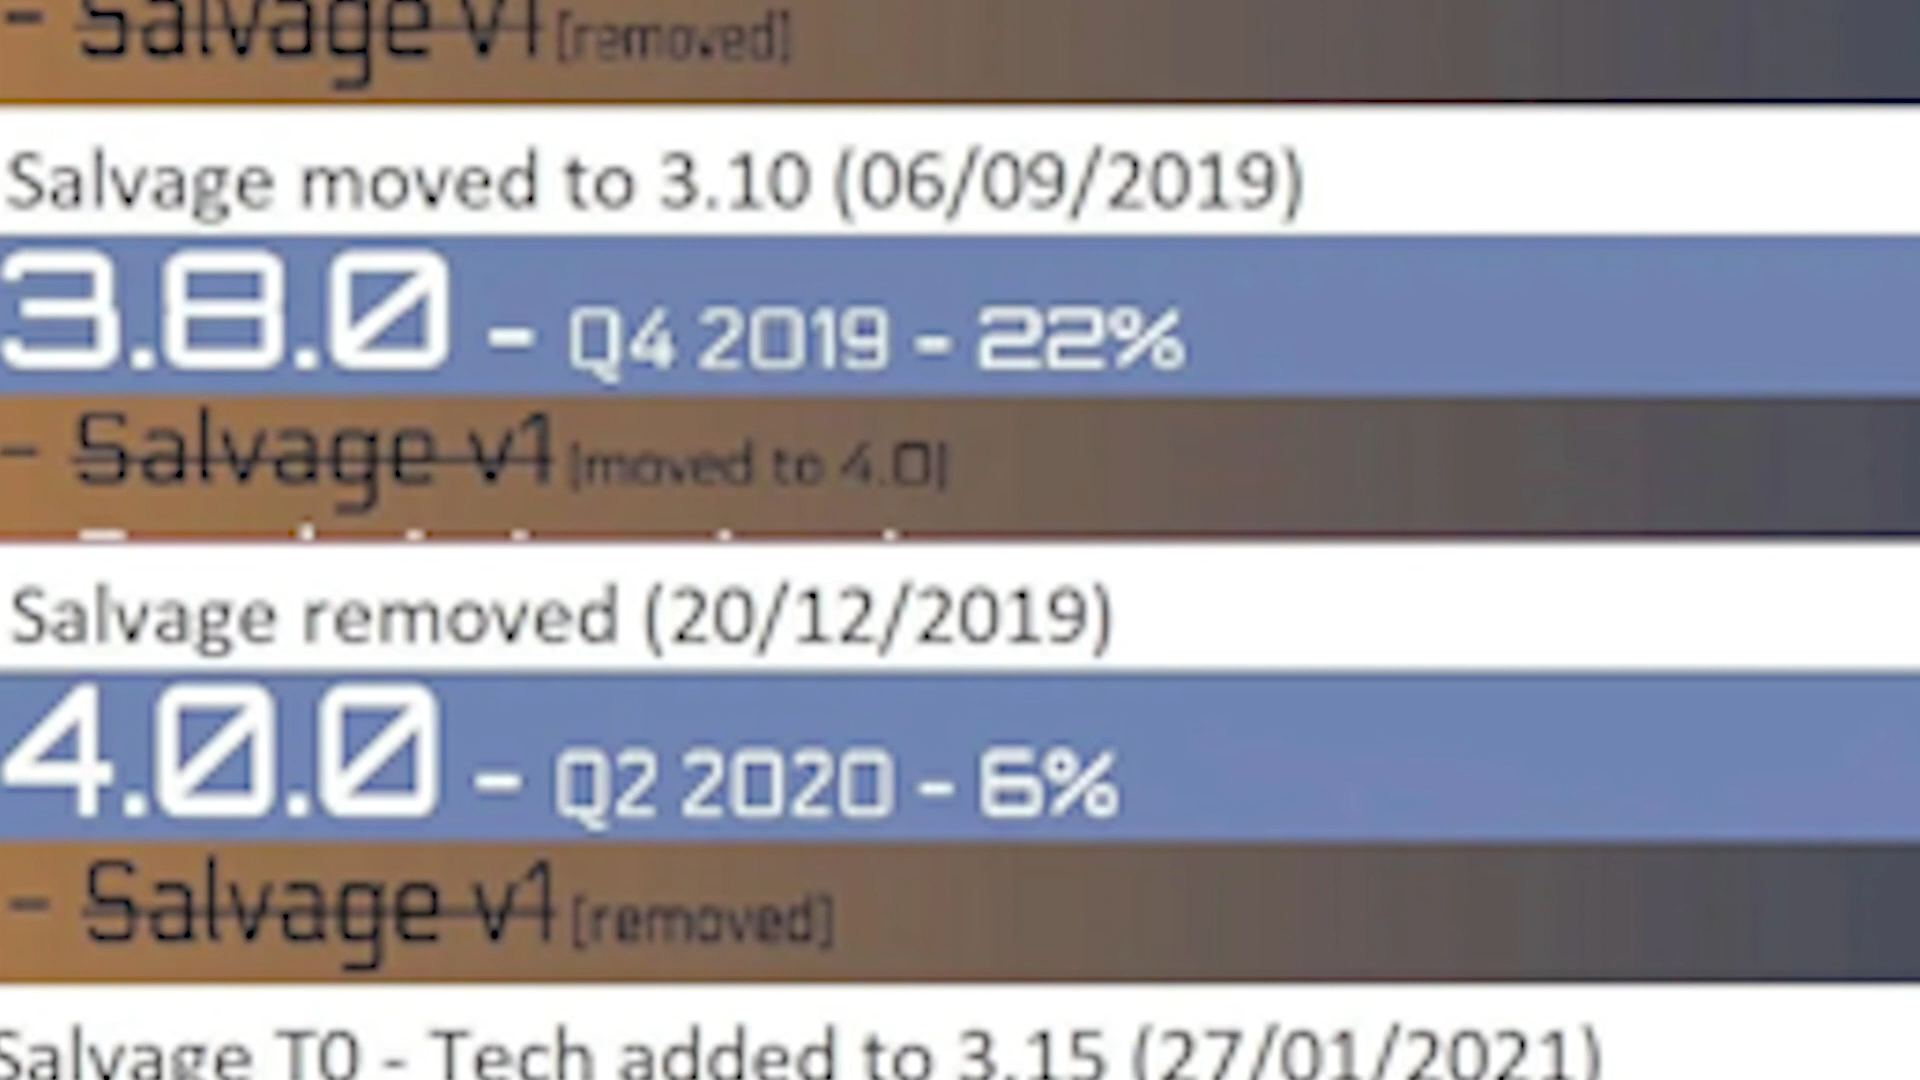 - Salvage v1 [removed]
Salvage moved to 3.10 (06/09/2019)
3.8.0 - Q4 2019 - 22%
- Salvage v1 [moved to 4.0]
Salvage removed (20/12/2019)
4.0.0 - Q2 2020 - 6%
- Salvage v1 [removed]
Salvage T0 - Tech added to 3.15 (27/01/2021)